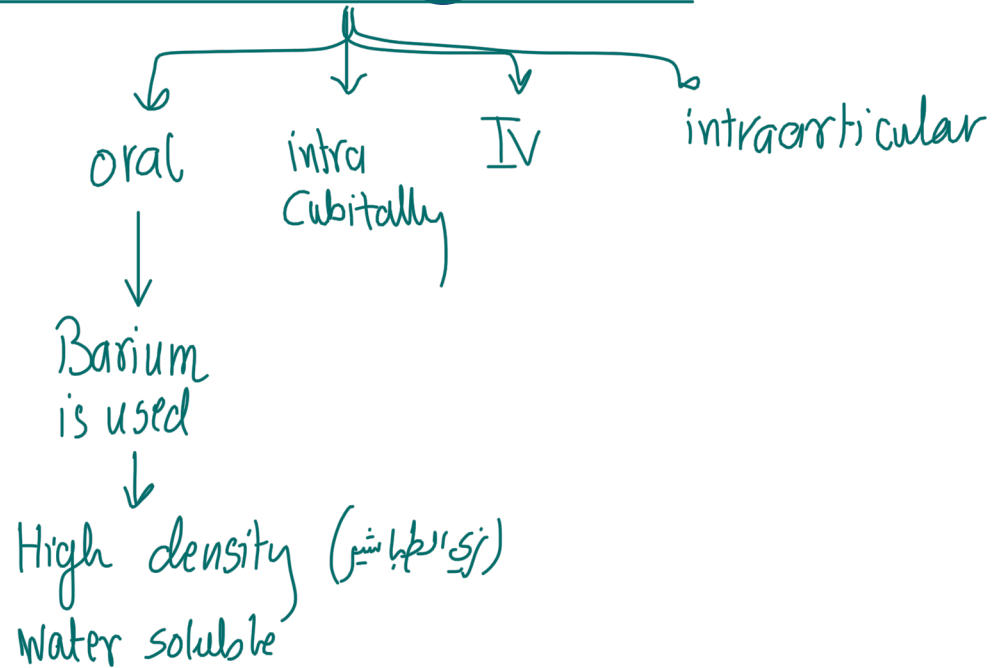 oral
intra
Cubitally
IV
intraarticular
Barium
is used
High density (زي الطباشير)
Water soluble